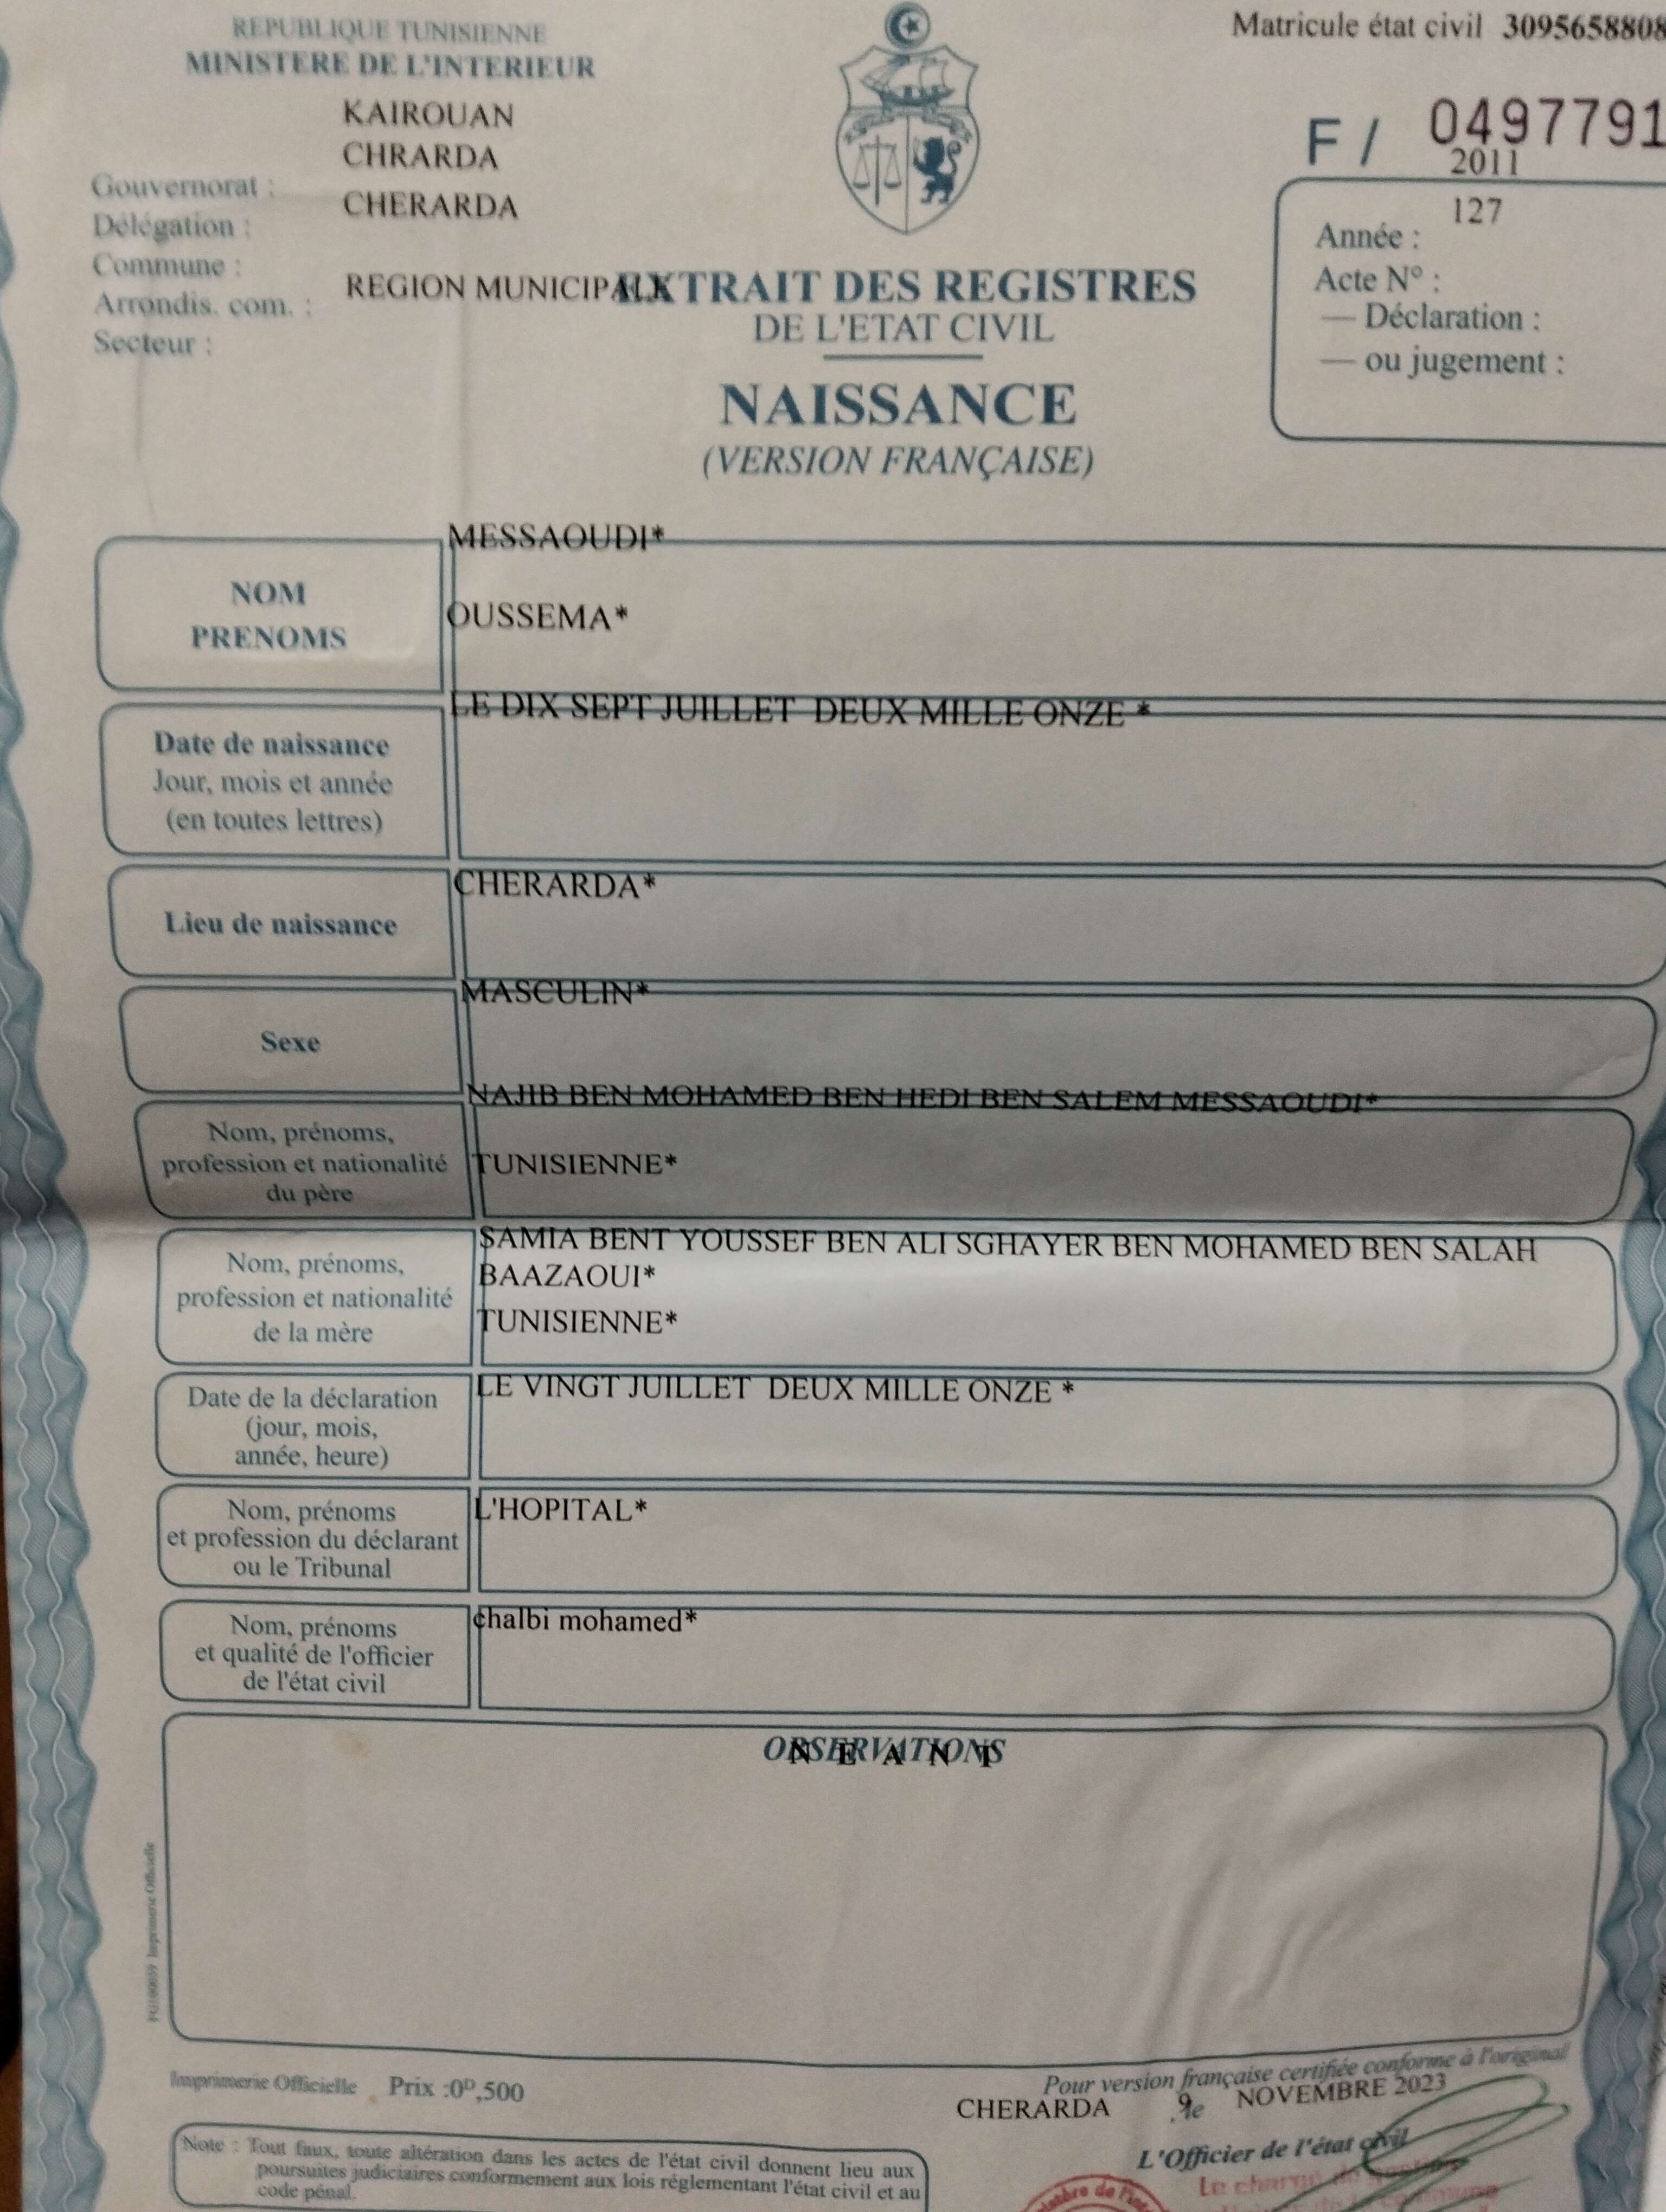 REPUBLIQUE TUNISIENNE
MINISTERE DE L'INTERIEUR
Matricule état civil 3095658808
KAIROUAN
CHRARDA
CHERARDA
REGION MUNICIPALE
Gouvernorat :
Délégation :
Commune :
Arrondis. com. :
Secteur :
F / 0497791
2011
127
Année :
Acte N° :
— Déclaration :
— ou jugement :
EXTRAIT DES REGISTRES
DE L'ETAT CIVIL
NAISSANCE
(VERSION FRANÇAISE)
NOM
PRENOMS
MESSAOUDI*
OUSSEMA*
Date de naissance
Jour, mois et année
(en toutes lettres)
LE DIX SEPT JUILLET DEUX MILLE ONZE *
Lieu de naissance
CHERARDA*
Sexe
MASCULIN*
Nom, prénoms,
profession et nationalité
du père
NAJIB BEN MOHAMED BEN HEDI BEN SALEM MESSAOUDI*
TUNISIENNE*
Nom, prénoms,
profession et nationalité
de la mère
SAMIA BENT YOUSSEF BEN ALI SGHAYER BEN MOHAMED BEN SALAH
BAAZAOUI*
TUNISIENNE*
Date de la déclaration
(jour, mois,
année, heure)
LE VINGT JUILLET DEUX MILLE ONZE *
Nom, prénoms
et profession du déclarant
ou le Tribunal
L'HOPITAL*
Nom, prénoms
et qualité de l'officier
de l'état civil
chalbi mohamed*
OBSERVATIONS
N E A N T
Imprimerie Officielle
Imprimerie Officielle Prix :0ᴰ,500
Pour version française certifiée conforme à l'original
CHERARDA 9 le NOVEMBRE 2023
L'Officier de l'état civil
Le chargé de gestion
Note : Tout faux, toute altération dans les actes de l'état civil donnent lieu aux
poursuites judiciaires conformement aux lois réglementant l'état civil et au
code pénal.